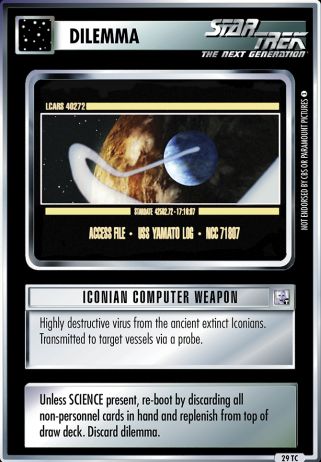 DILEMMA
STAR TREK
THE NEXT GENERATION
LCARS 40272
STARDATE 42502.72 - 17:10:07
ACCESS FILE • USS YAMATO LOG • NCC 71807
NOT ENDORSED BY CBS OR PARAMOUNT PICTURES
ICONIAN COMPUTER WEAPON
Highly destructive virus from the ancient extinct Iconians.
Transmitted to target vessels via a probe.
Unless SCIENCE present, re-boot by discarding all
non-personnel cards in hand and replenish from top of
draw deck. Discard dilemma.
29 TC